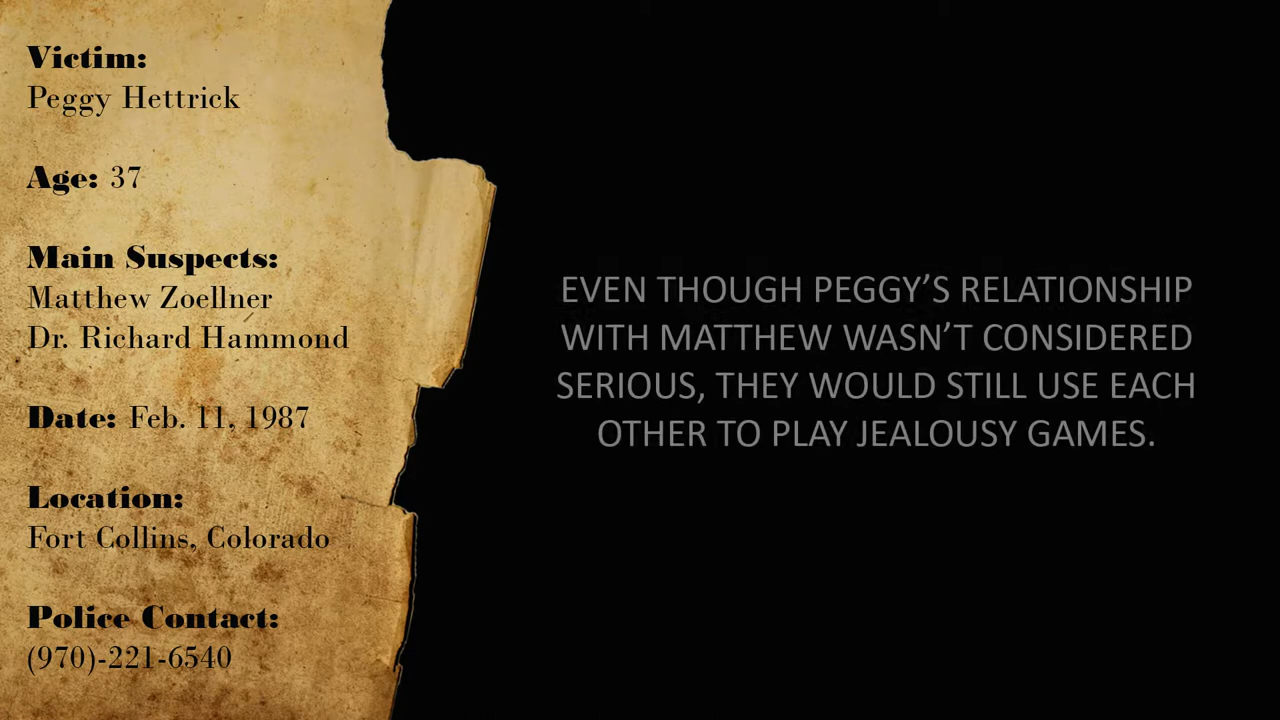 Victim:
Peggy Hettrick
Age: 37
Main Suspects:
Matthew Zoellner
Dr. Richard Hammond
Date: Feb. 11, 1987
Location:
Fort Collins, Colorado
Police Contact:
(970)-221-6540
EVEN THOUGH PEGGY’S RELATIONSHIP
WITH MATTHEW WASN’T CONSIDERED
SERIOUS, THEY WOULD STILL USE EACH
OTHER TO PLAY JEALOUSY GAMES.